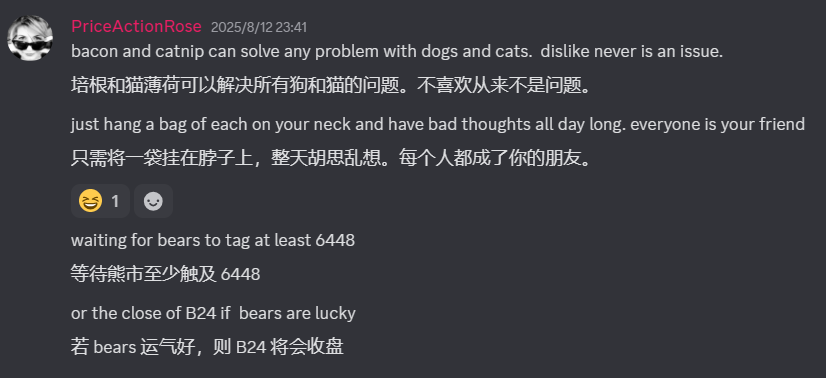 PriceActionRose 2025/8/12 23:41
bacon and catnip can solve any problem with dogs and cats.  dislike never is an issue.
培根和猫薄荷可以解决所有狗和猫的问题。不喜欢从来不是问题。
just hang a bag of each on your neck and have bad thoughts all day long. everyone is your friend
只需将一袋挂在脖子上，整天胡思乱想。每个人都成了你的朋友。
😆 1
waiting for bears to tag at least 6448
等待熊市至少触及 6448
or the close of B24 if  bears are lucky
若 bears 运气好，则 B24 将会收盘